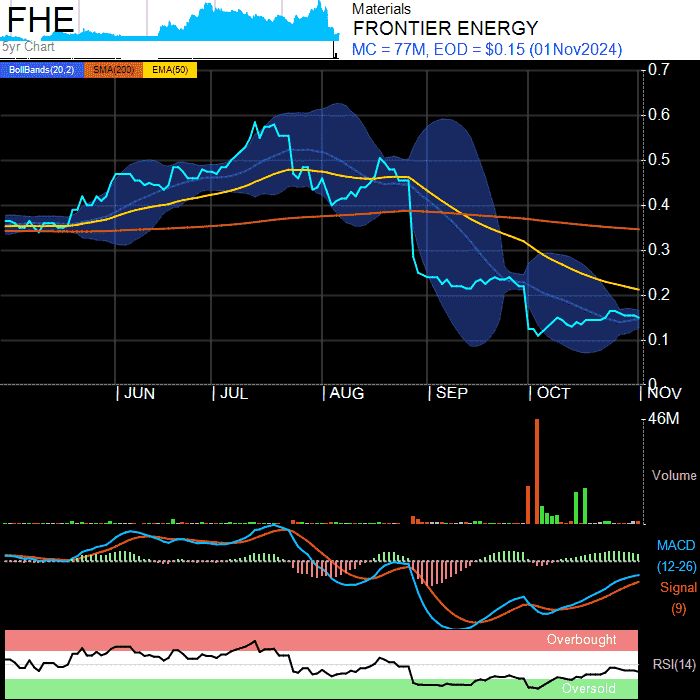 FHE
5yr Chart
Materials
FRONTIER ENERGY
MC = 77M, EOD = $0.15 (01Nov2024)
BollBands(20,2) SMA(200) EMA(50)
0.7
0.6
0.5
0.4
0.3
0.2
0.1
0
JUN JUL AUG SEP OCT NOV
46M
Volume
MACD
(12-26)
Signal
(9)
Overbought
RSI(14)
Oversold